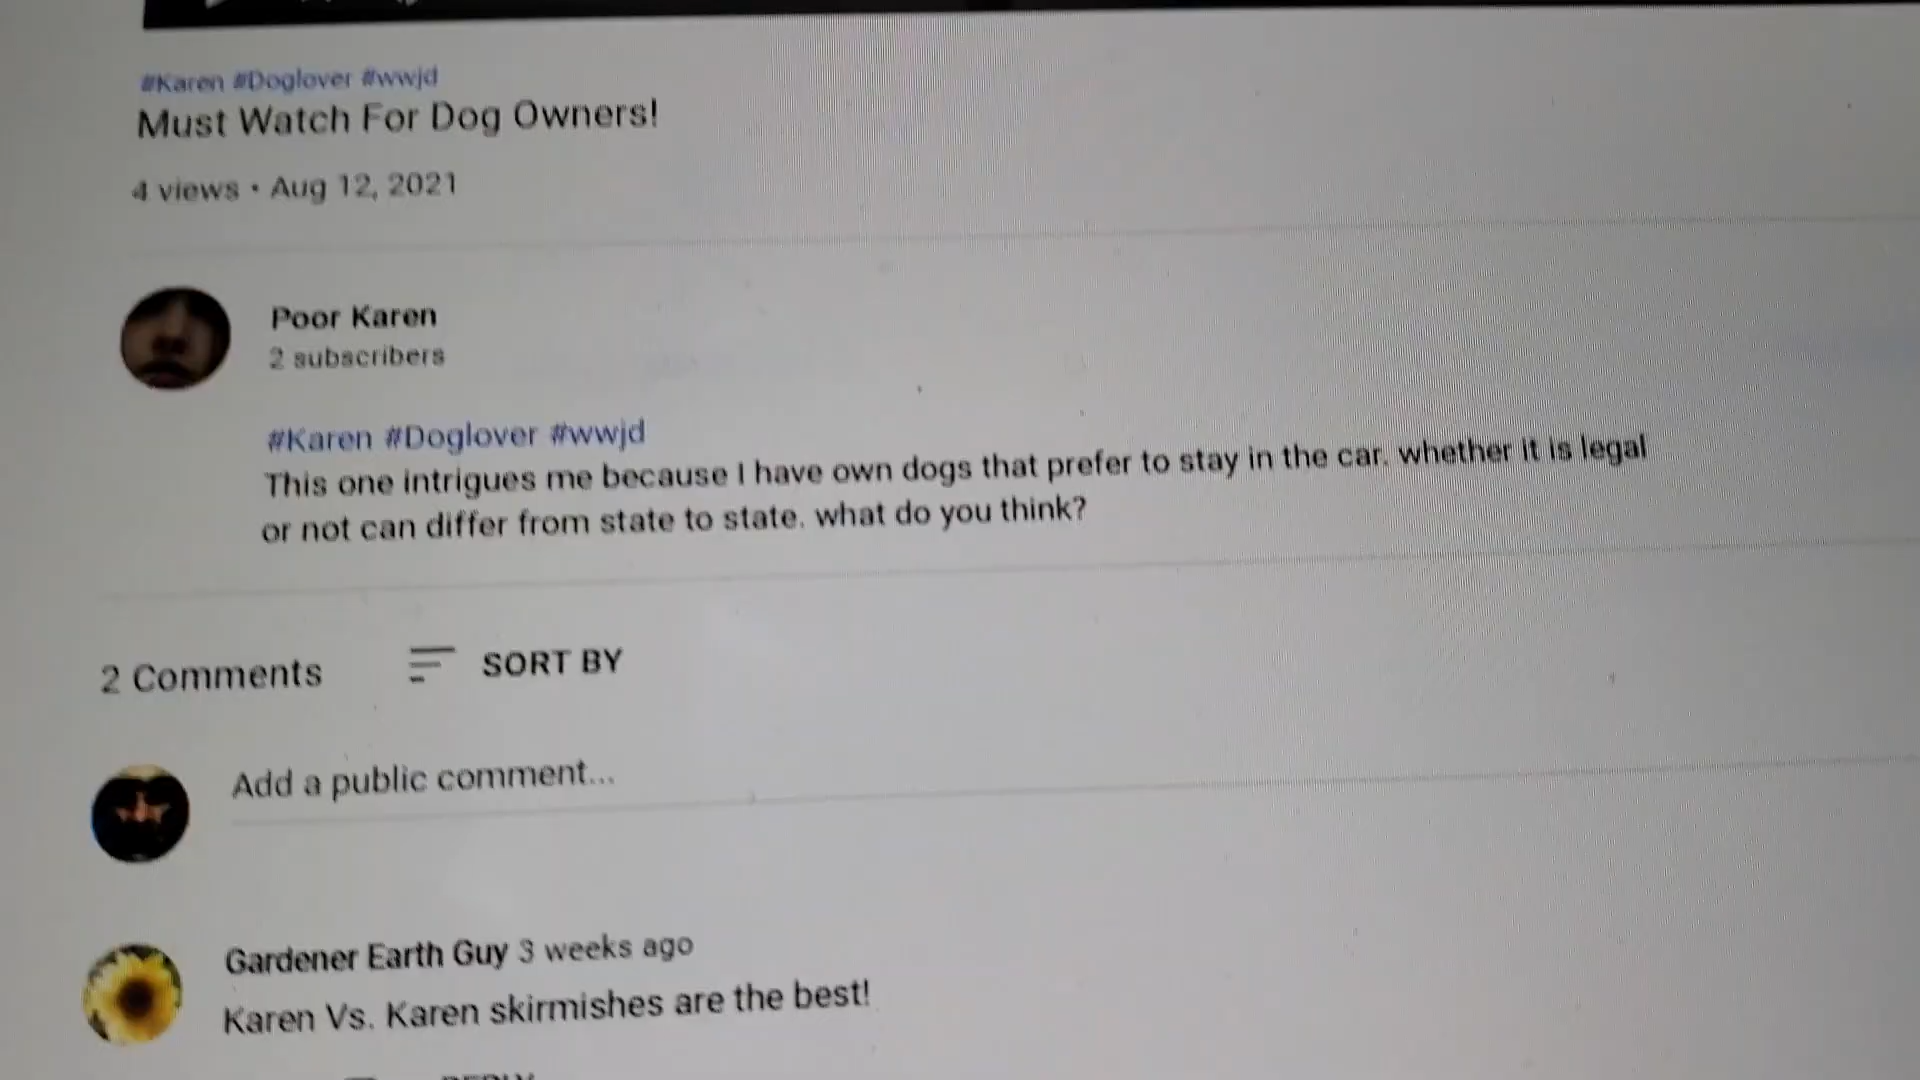 #Karen #Doglover #wwjd
Must Watch For Dog Owners!
4 views • Aug 12, 2021
Poor Karen
2 subscribers
#Karen #Doglover #wwjd
This one intrigues me because I have own dogs that prefer to stay in the car. whether it is legal
or not can differ from state to state. what do you think?
2 Comments SORT BY
Add a public comment...
Gardener Earth Guy 3 weeks ago
Karen Vs. Karen skirmishes are the best!
REPLY